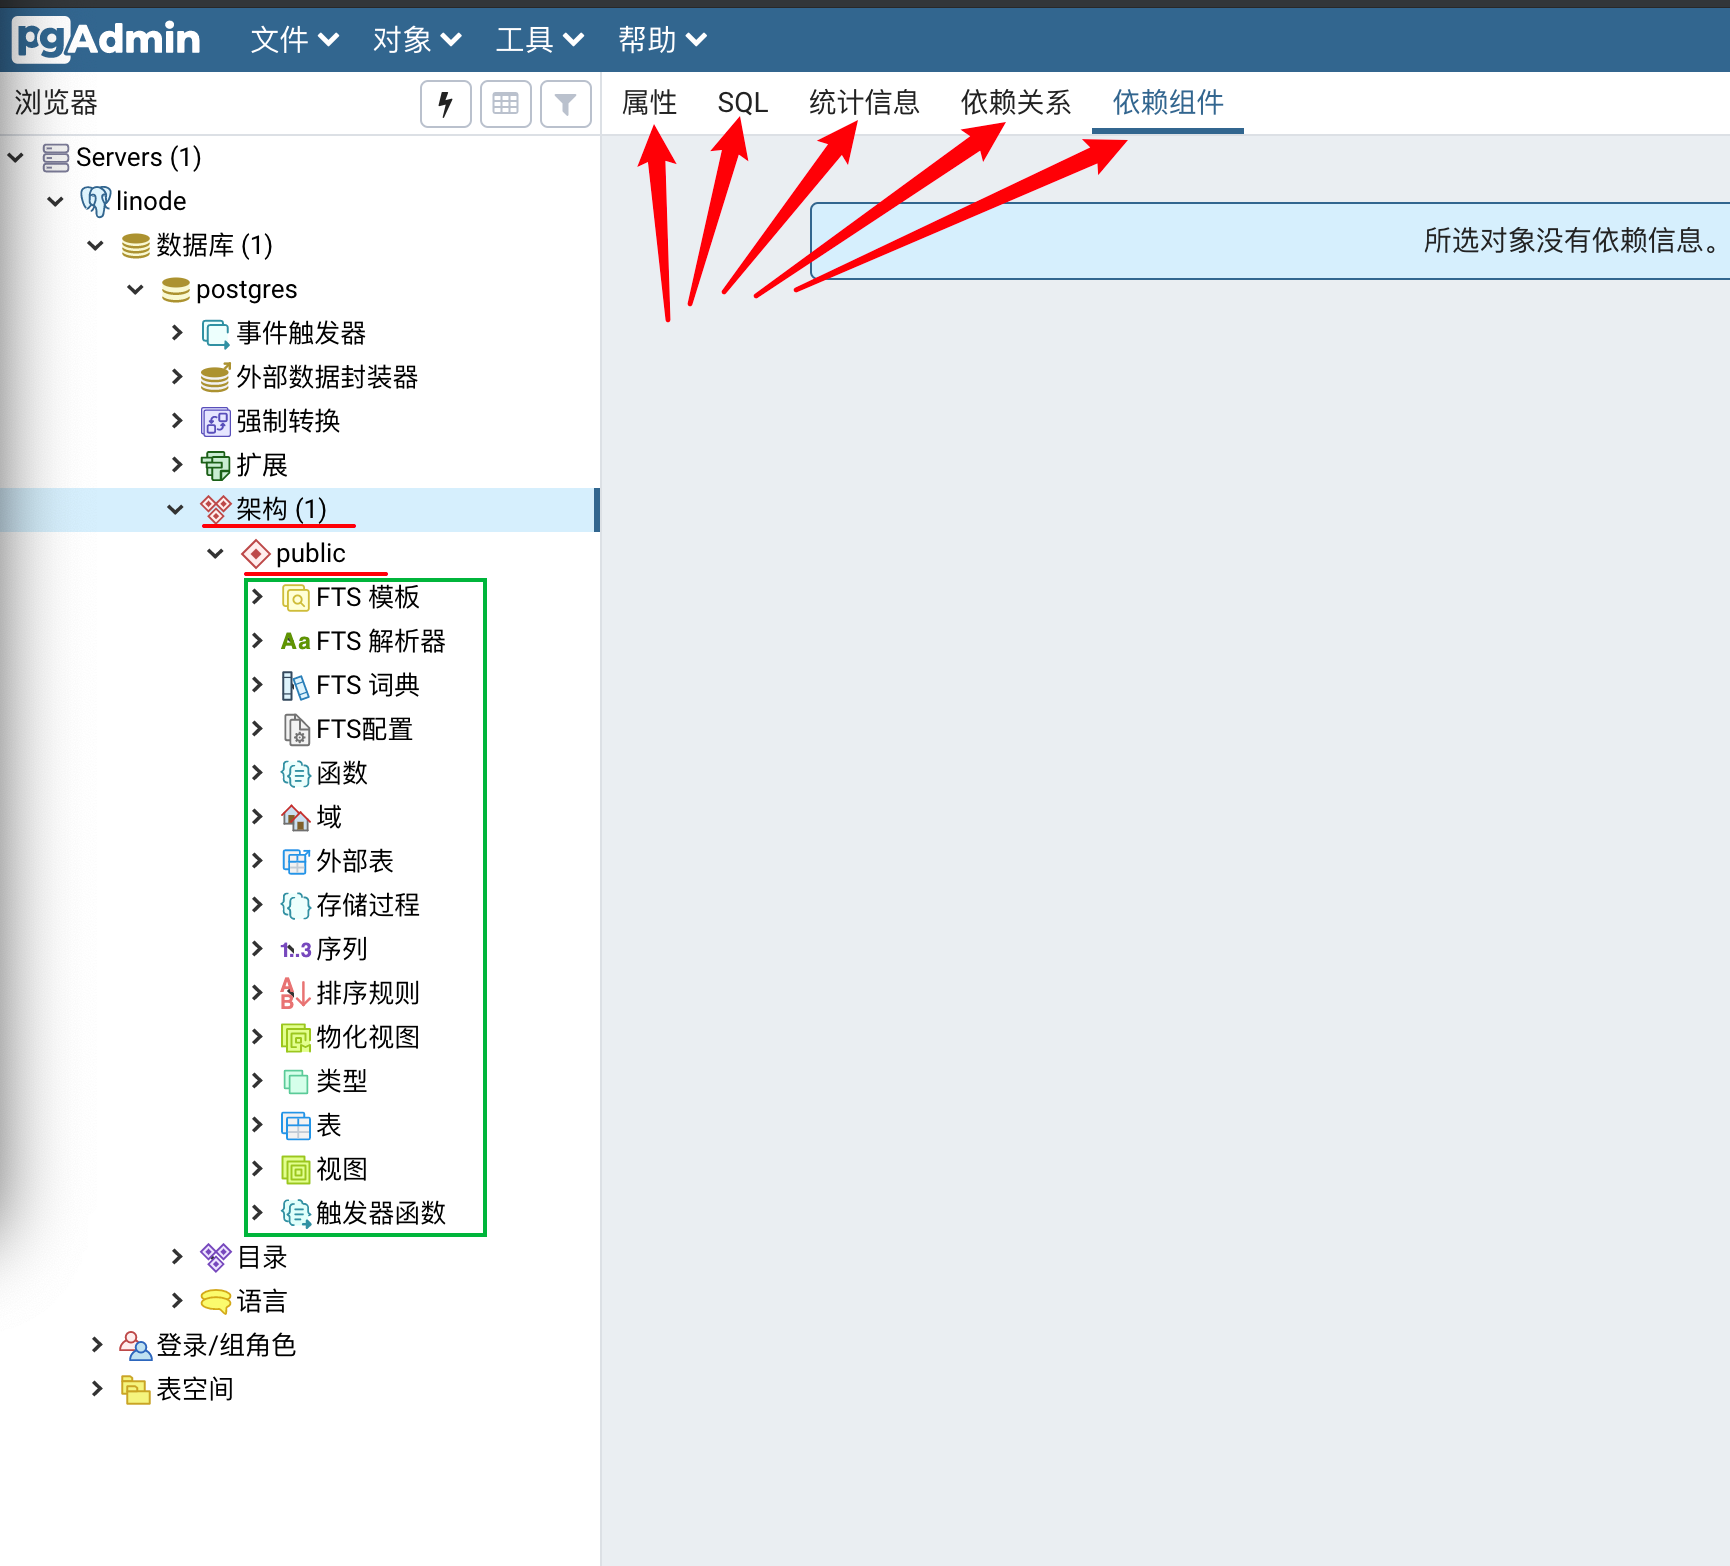 pgAdmin 文件 对象 工具 帮助
浏览器
属性 SQL 统计信息 依赖关系 依赖组件
所选对象没有依赖信息。
Servers (1)
linode
数据库 (1)
postgres
事件触发器
外部数据封装器
强制转换
扩展
架构 (1)
public
FTS 模板
Aa FTS 解析器
FTS 词典
FTS配置
函数
域
外部表
存储过程
1..3 序列
AB 排序规则
物化视图
类型
表
视图
触发器函数
目录
语言
登录/组角色
表空间